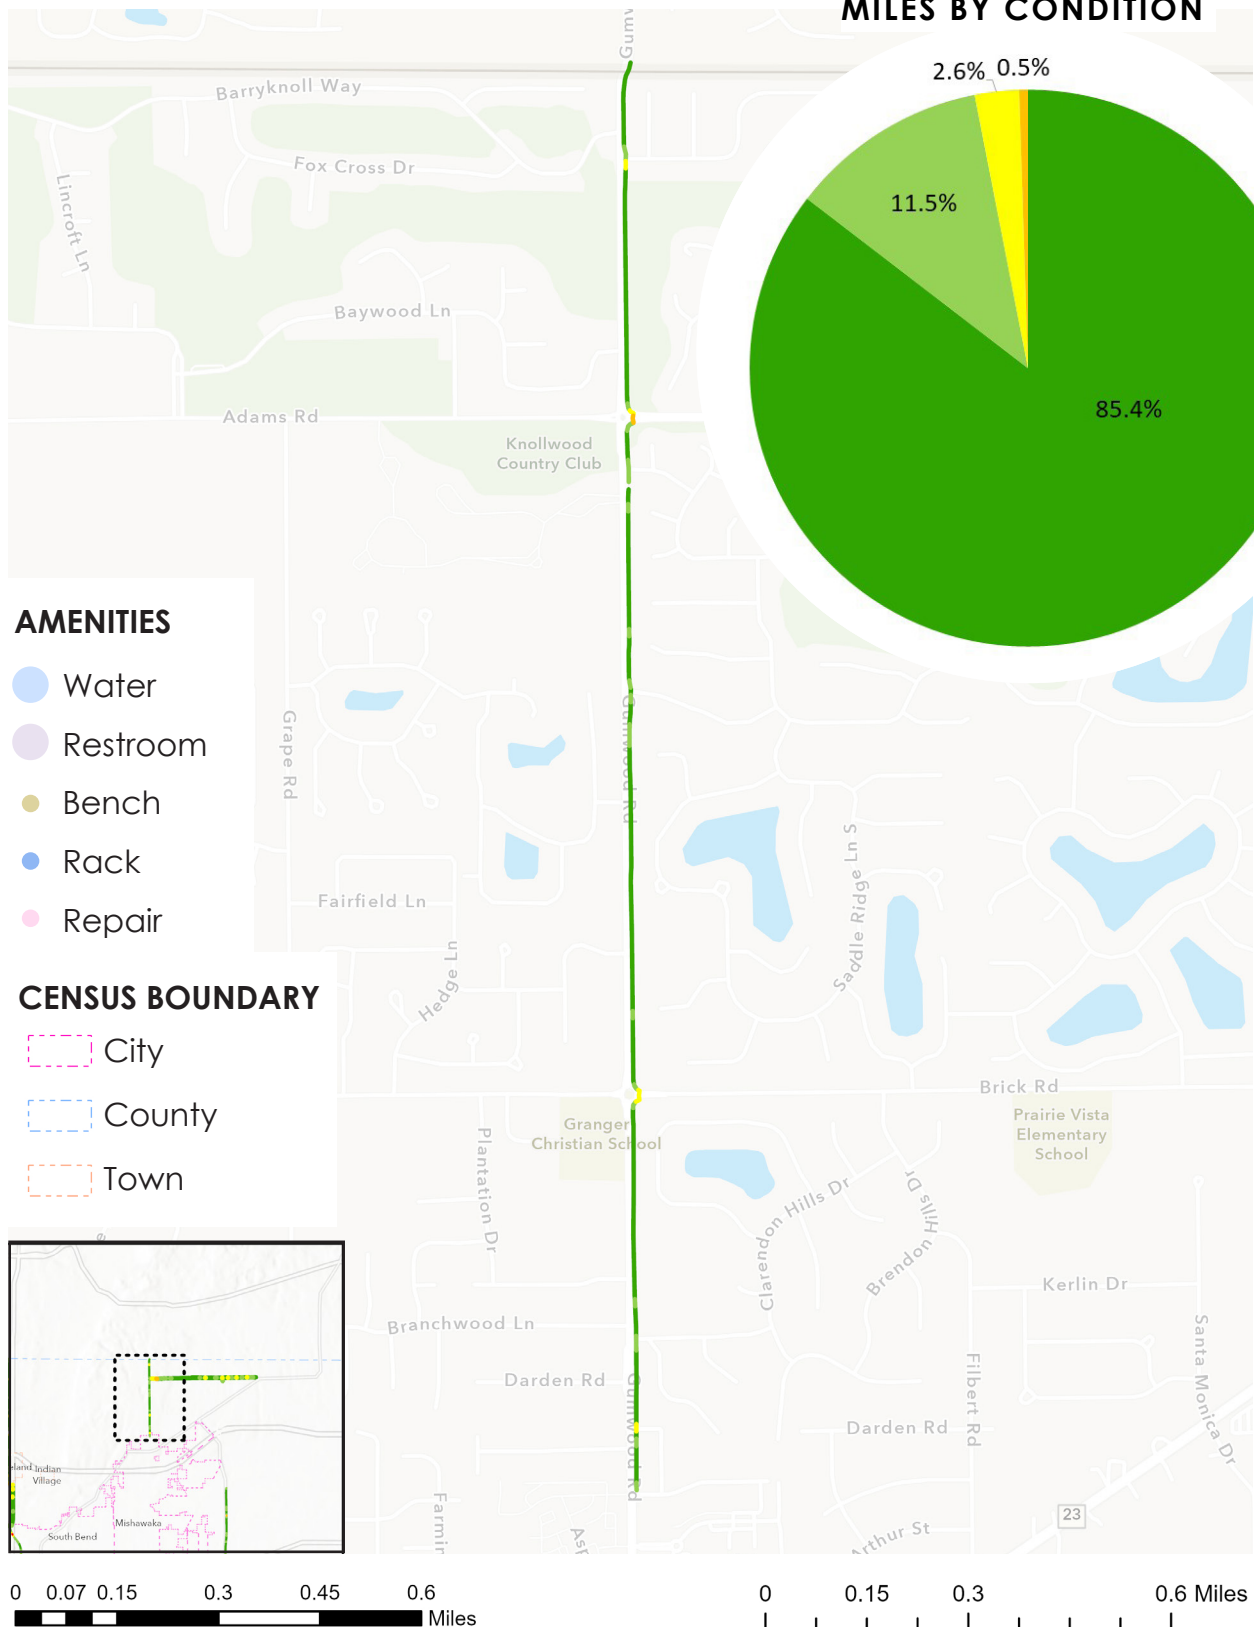 MILES BY CONDITION
2.6%
0.5%
11.5%
85.4%
Barryknoll Way
Fox Cross Dr
Lincroft Ln
Baywood Ln
Adams Rd
Knollwood
Country Club
AMENITIES
Water
Restroom
Bench
Rack
Repair
Grape Rd
Gumwood Rd
Saddle Ridge Ln S
Fairfield Ln
Hedge Ln
CENSUS BOUNDARY
City
County
Town
Brick Rd
Granger
Christian School
Prairie Vista
Elementary
School
Plantation Dr
Clarendon Hills Dr
Brendon Hills Dr
Kerlin Dr
Branchwood Ln
Darden Rd
Gumwood Rd
Darden Rd
Filbert Rd
Santa Monica Dr
23
Arthur St
Indian
Village
Mishawaka
South Bend
0 0.07 0.15 0.3 0.45 0.6
Miles
0 0.15 0.3 0.6 Miles